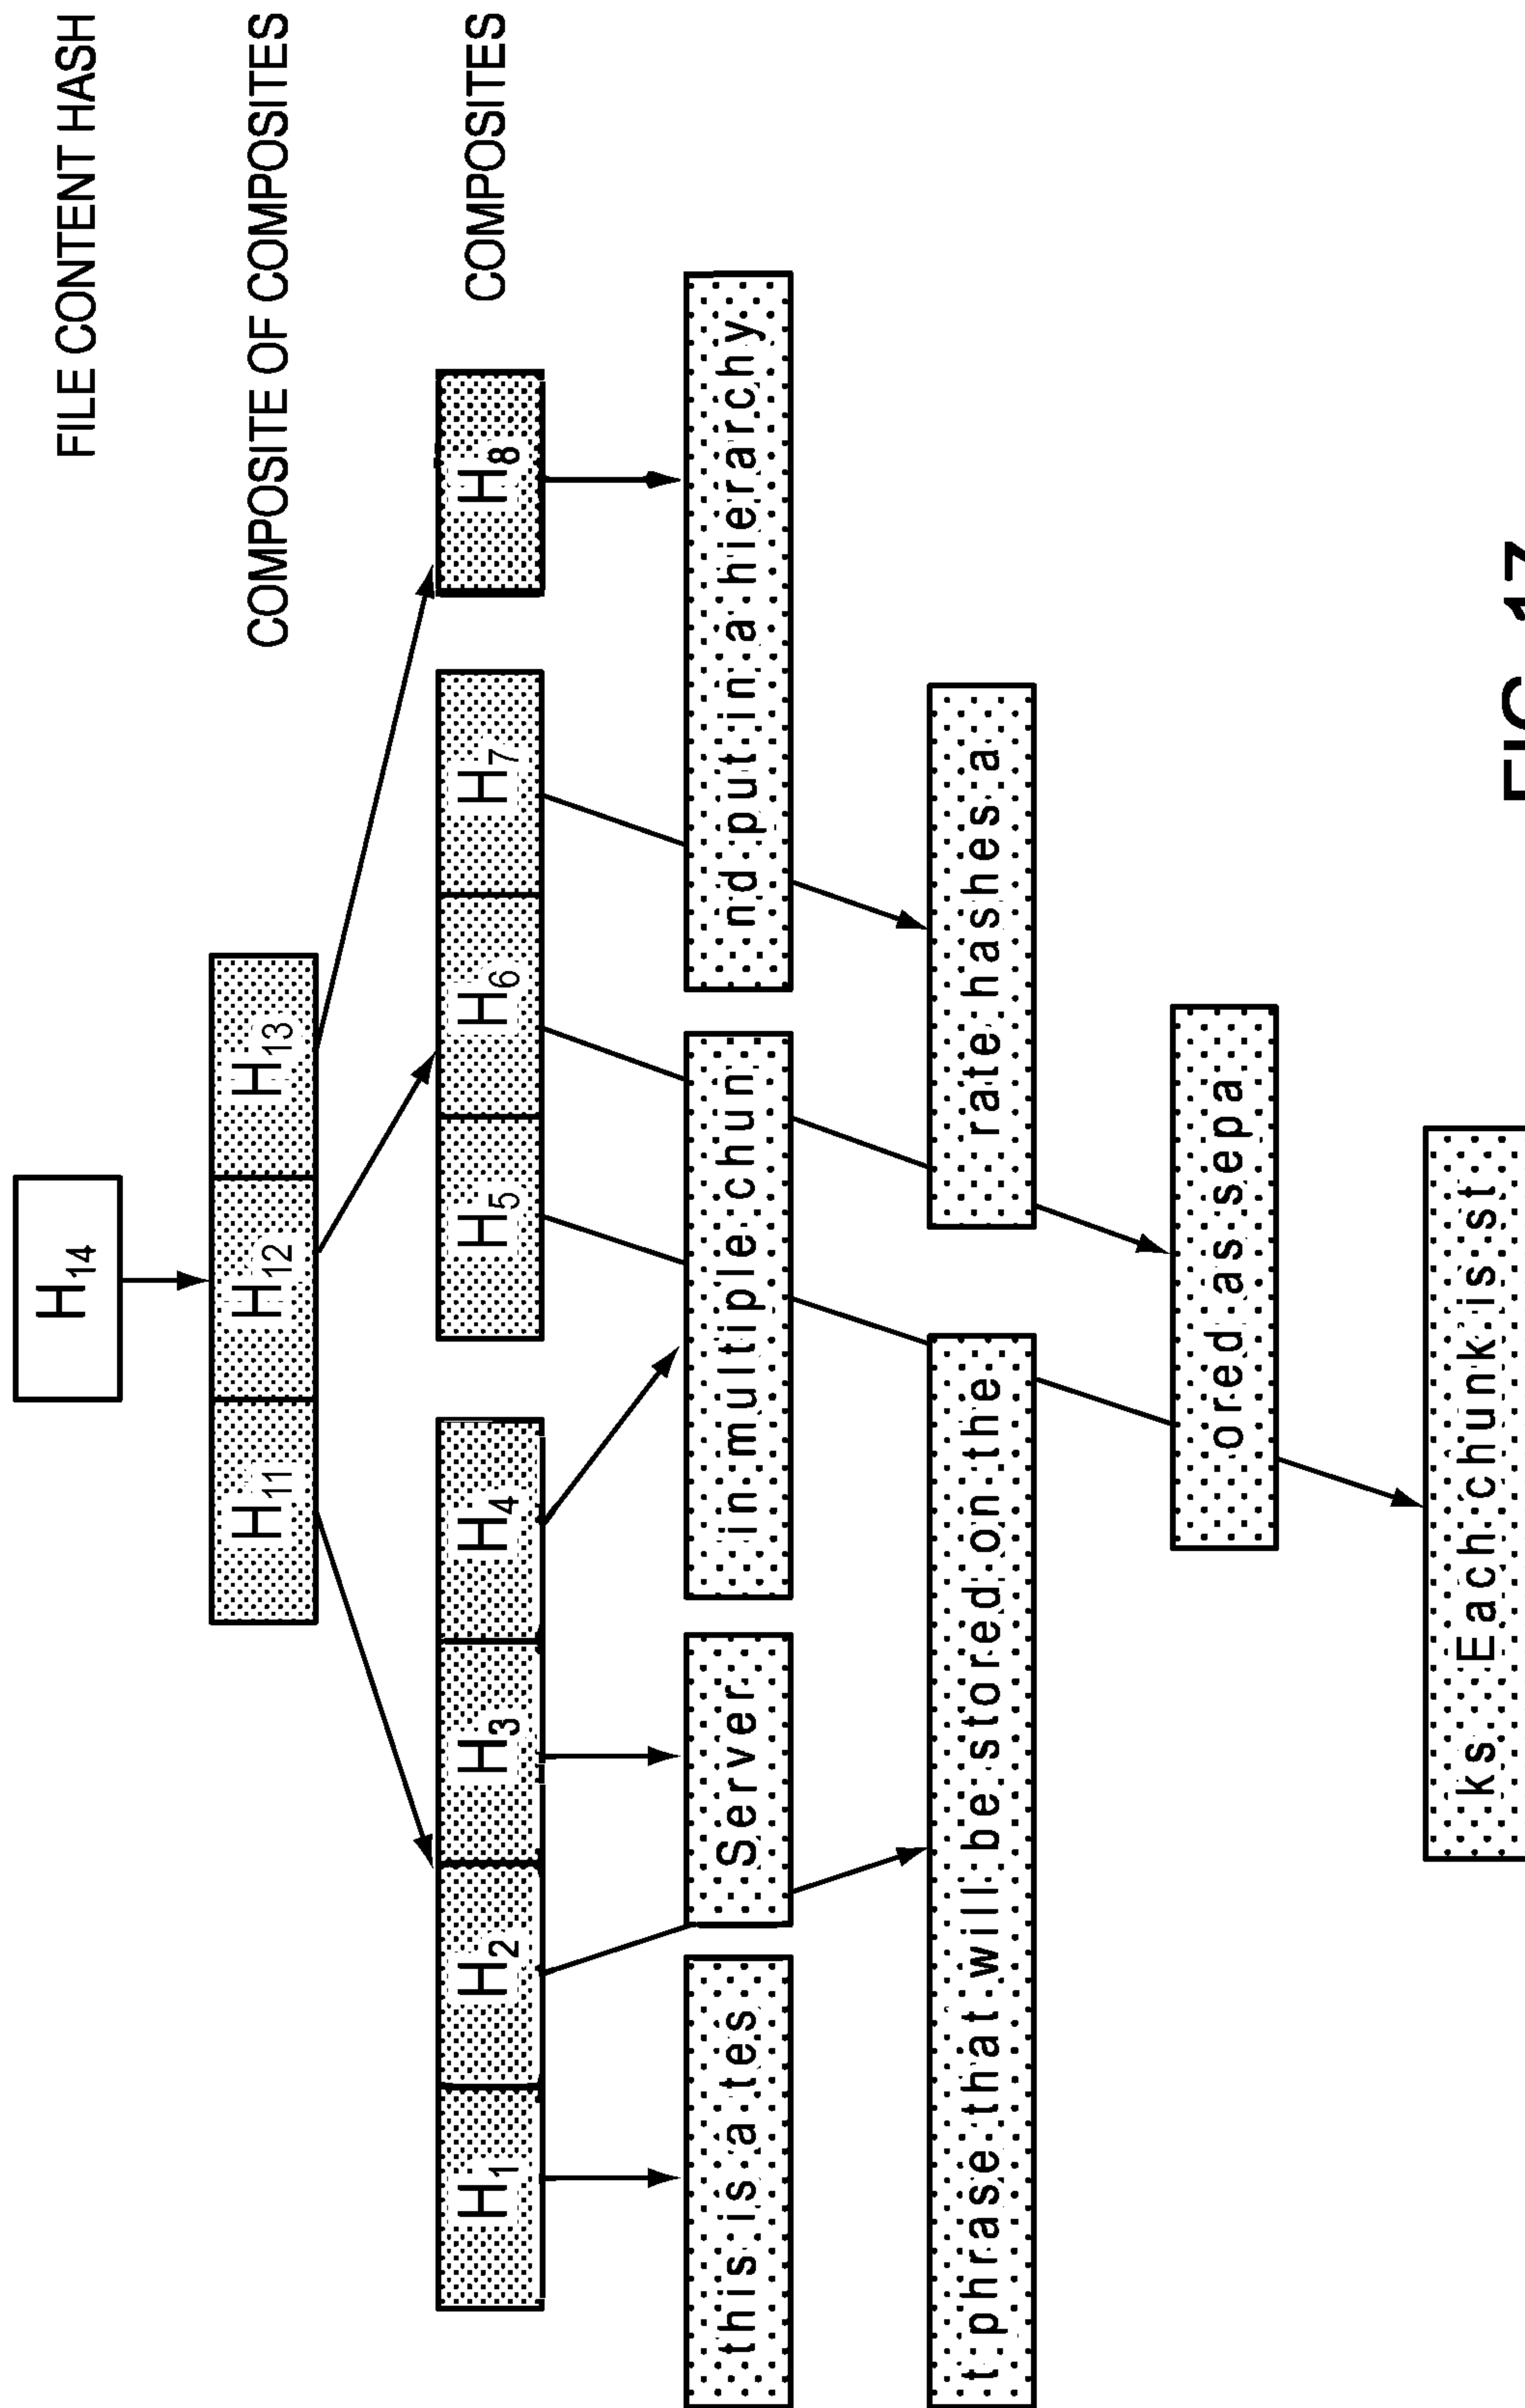 FILE CONTENT HASH
H14
COMPOSITE OF COMPOSITES
H11 H12 H13
COMPOSITES
H1 H2 H3 H4 H5 H6 H7 H8
this is a tes
Server
in multiple chun
nd put in a hierarchy
t phrase that will be stored on the
rate hashes a
ored as sepa
ks. Each chunk is st